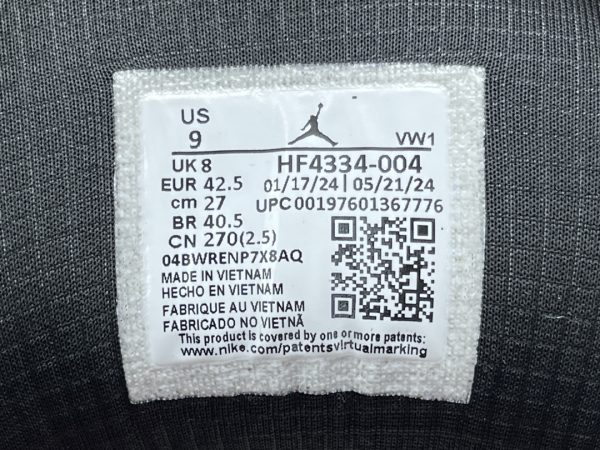 US
9
VW1
UK 8
HF4334-004
EUR 42.5
01/17/24 | 05/21/24
cm 27
UPC 00197601367776
BR 40.5
CN 270(2.5)
04BWRENP7X8AQ
MADE IN VIETNAM
HECHO EN VIETNAM
FABRIQUE AU VIETNAM
FABRICADO NO VIETNÃ
This product is covered by one or more patents:
www.nike.com/patentsvirtualmarking